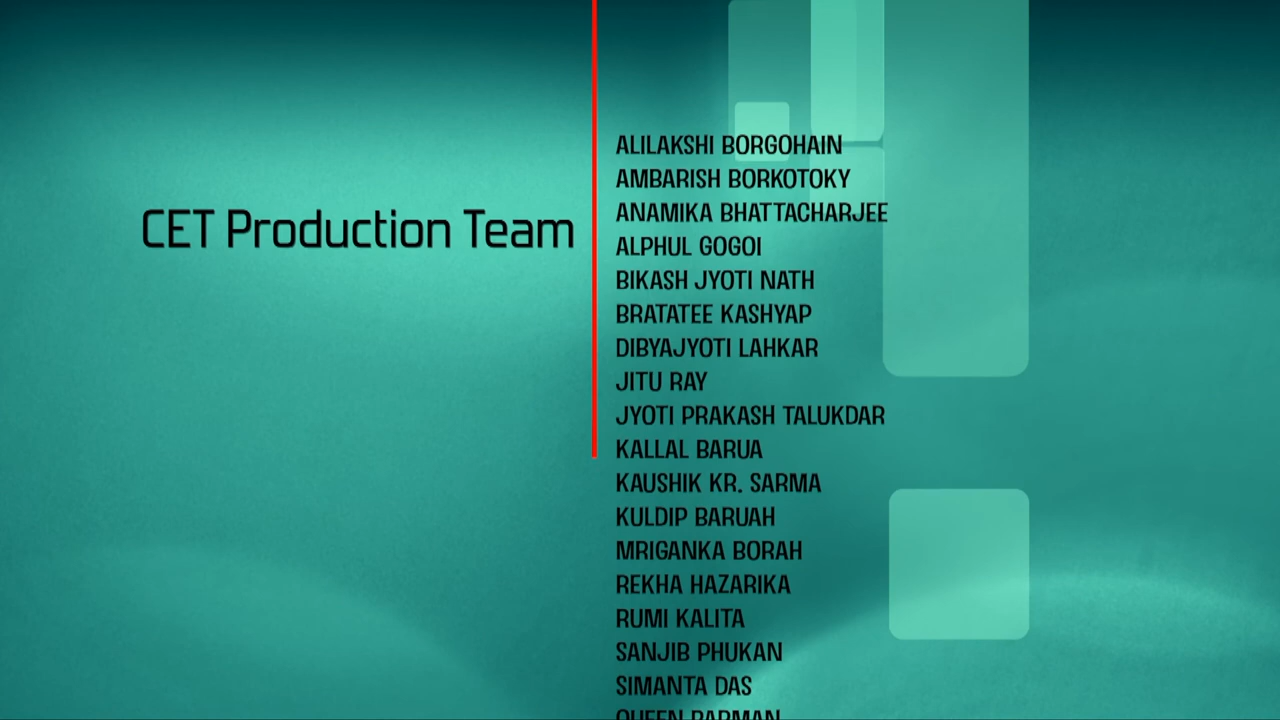 CET Production Team
ALILAKSHI BORGOHAIN
AMBARISH BORKOTOKY
ANAMIKA BHATTACHARJEE
ALPHUL GOGOI
BIKASH JYOTI NATH
BRATATEE KASHYAP
DIBYAJYOTI LAHKAR
JITU RAY
JYOTI PRAKASH TALUKDAR
KALLAL BARUA
KAUSHIK KR. SARMA
KULDIP BARUAH
MRIGANKA BORAH
REKHA HAZARIKA
RUMI KALITA
SANJIB PHUKAN
SIMANTA DAS